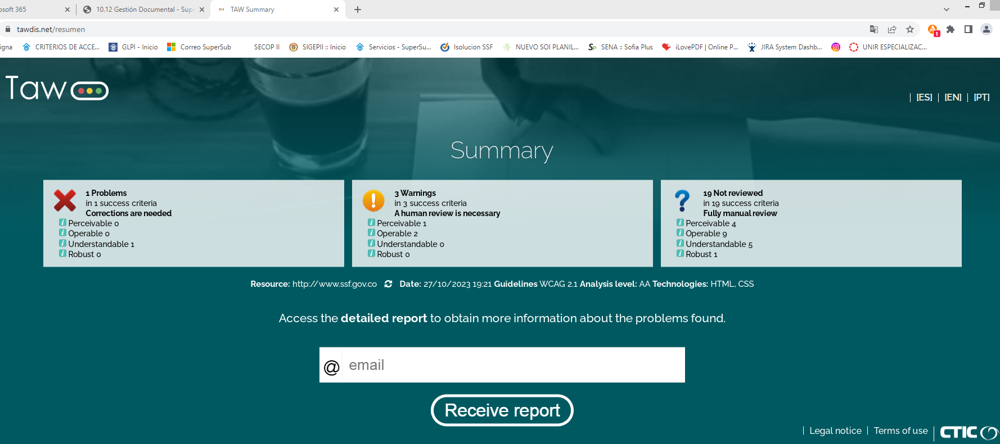 osoft 365
10.12 Gestión Documental - Supe
TAW Summary
tawdis.net/resumen
1
igna
CRITERIOS DE ACCE...
GLPI - Inicio
Correo SuperSub
SECOP II
SIGEPII :: Inicio
Servicios - SuperSu...
Isolucion SSF
NUEVO SOI PLANIL...
SENA :: Sofia Plus
iLovePDF | Online P...
JIRA System Dashb...
UNIR ESPECIALIZAC...
Taw
[ES]
[EN]
[PT]
Summary
1 Problems
in 1 success criteria
Corrections are needed
Perceivable 0
Operable 0
Understandable 1
Robust 0
3 Warnings
in 3 success criteria
A human review is necessary
Perceivable 1
Operable 2
Understandable 0
Robust 0
19 Not reviewed
in 19 success criteria
Fully manual review
Perceivable 4
Operable 9
Understandable 5
Robust 1
Resource: http://www.ssf.gov.co Date: 27/10/2023 19:21 Guidelines WCAG 2.1 Analysis level: AA Technologies: HTML, CSS
Access the detailed report to obtain more information about the problems found.
@ email
Receive report
Legal notice
Terms of use
CTIC